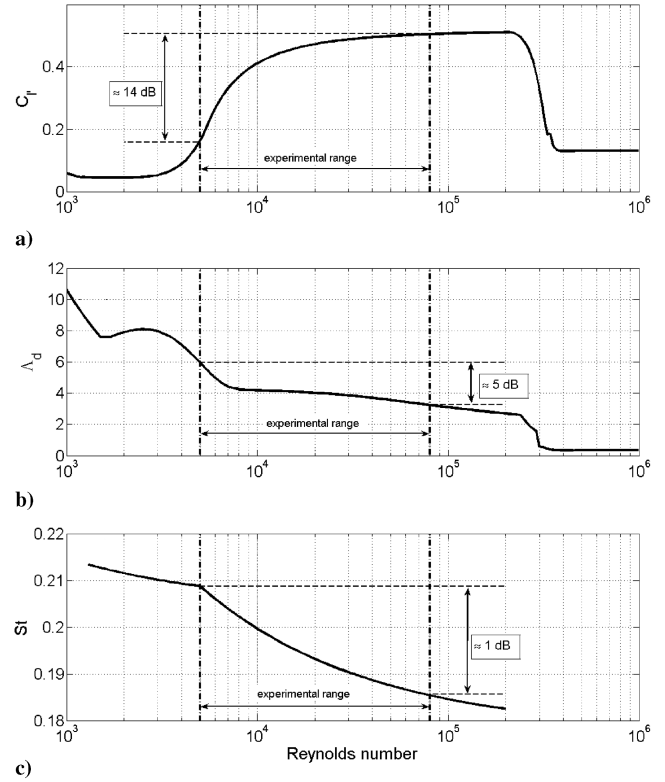 0.4
0.2
0
C_l'
≈ 14 dB
experimental range
10^3
10^4
10^5
10^6
a)
12
10
8
6
4
2
0
Λ_d
≈ 5 dB
experimental range
10^3
10^4
10^5
10^6
b)
0.22
0.21
0.2
0.19
0.18
St
≈ 1 dB
experimental range
10^3
10^4
10^5
10^6
Reynolds number
c)